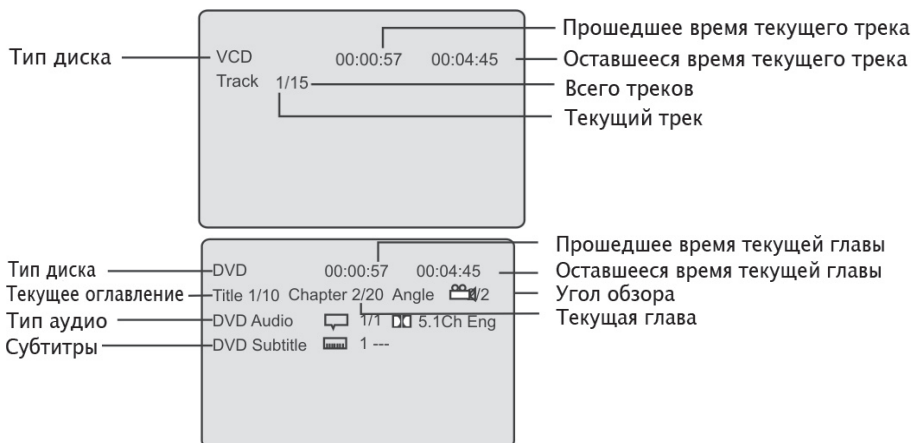 Прошедшее время текущего трека
Тип диска
VCD 00:00:57 00:04:45
Оставшееся время текущего трека
Track 1/15
Всего треков
Текущий трек
Прошедшее время текущей главы
Тип диска
DVD 00:00:57 00:04:45
Оставшееся время текущей главы
Текущее оглавление
Title 1/10 Chapter 2/20 Angle /2
Угол обзора
Тип аудио
DVD Audio 1/1 5.1Ch Eng
Текущая глава
Субтитры
DVD Subtitle 1 ---